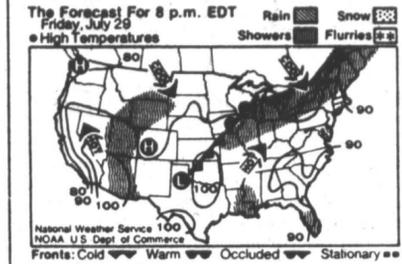 The Forecast For 8 p.m. EDT
Friday, July 29
● High Temperatures
Rain
Snow
Showers
Flurries
H
80
90
H
90
80
90
100
L
100
100
90
National Weather Service
NOAA U S Dept of Commerce
Fronts: Cold Warm Occluded Stationary